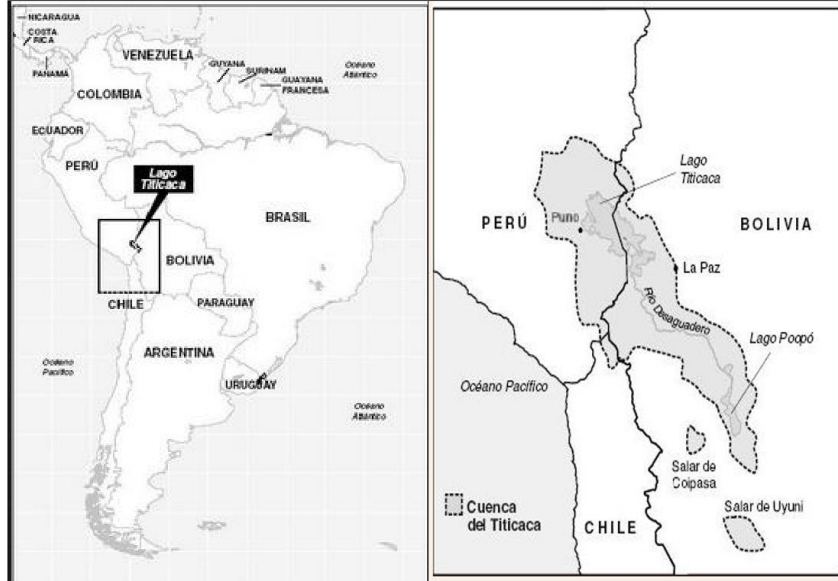 NICARAGUA
COSTA
RICA
PANAMÁ
VENEZUELA
GUYANA
SURINAM
GUAYANA
FRANCESA
Océano
Atlántico
COLOMBIA
ECUADOR
PERÚ
Lago
Titicaca
BRASIL
BOLIVIA
PARAGUAY
CHILE
ARGENTINA
URUGUAY
Océano
Pacífico
Océano
Atlántico
Lago
Titicaca
PERÚ
Puno
BOLIVIA
La Paz
Río Desaguadero
Lago Poopó
Océano Pacífico
Salar de
Coipasa
Salar de Uyuni
Cuenca
del Titicaca
CHILE